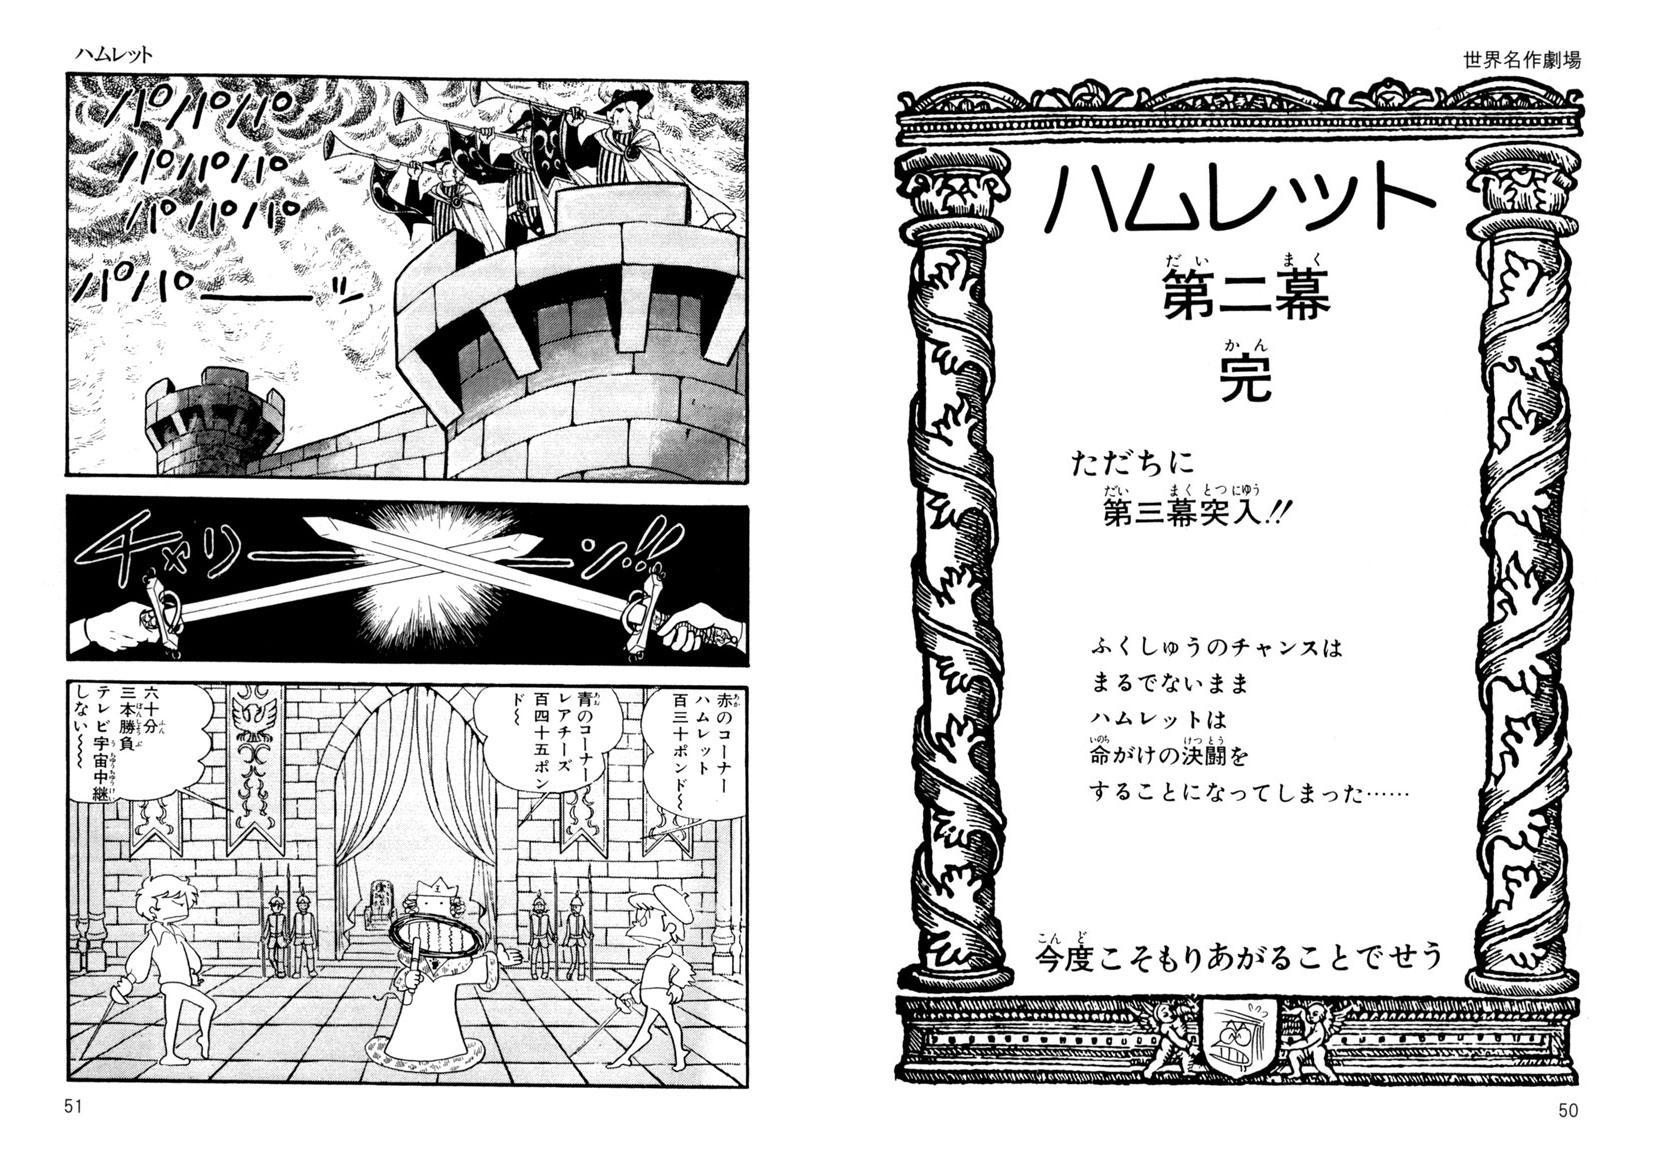 世界名作劇場
ハムレット
第二幕
完
ただちに
第三幕突入!!
ふくしゅうのチャンスは
まるでないまま
ハムレットは
命がけの決闘を
することになってしまった……
今度こそもりあがることでせう
50
ハムレット
パパパ
パパパ
パパパ
パパ――ッ
チャリーーン!!
赤のコーナー
ハムレット
百三十ポンド〜
青のコーナー
レアチーズ
百四十五ポン
ド〜
六十分
三本勝負
テレビ宇宙中継
しない〜〜〜
51